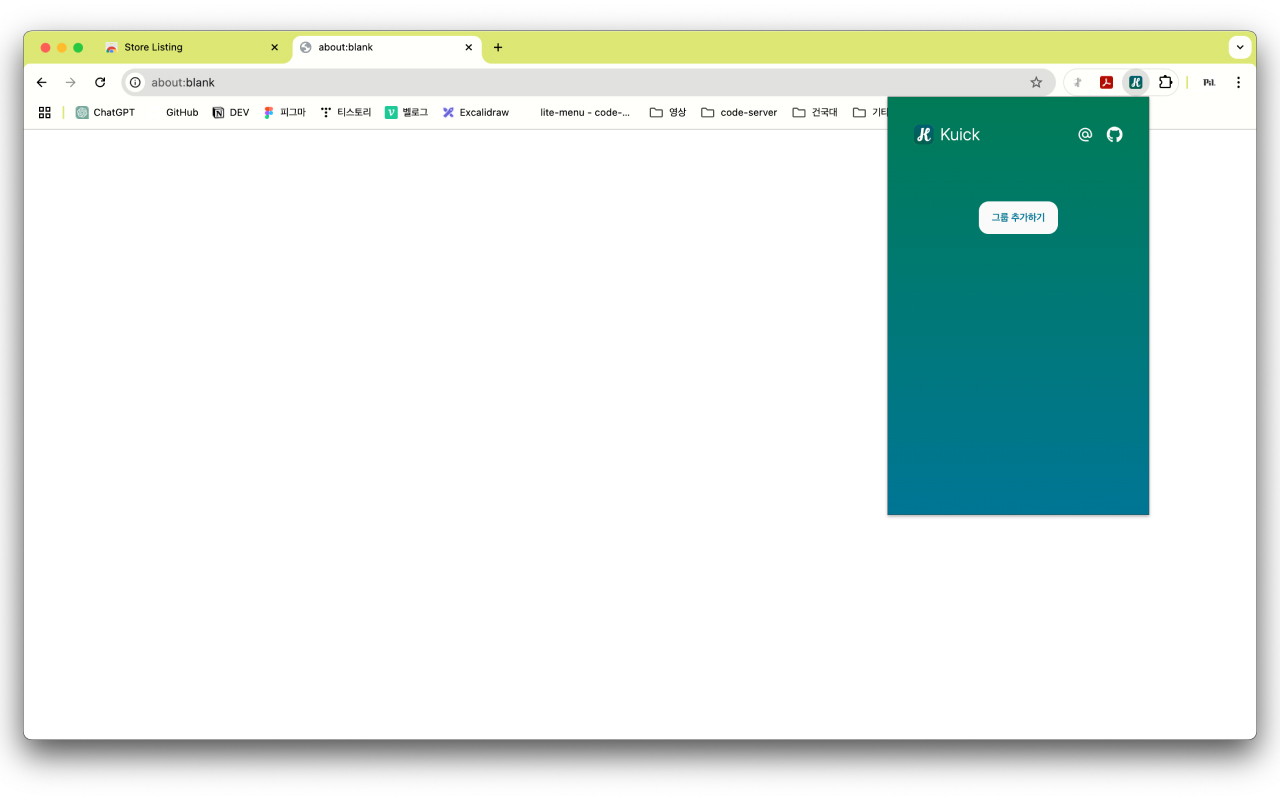 Store Listing
about:blank
about:blank
Pil.
ChatGPT GitHub DEV 피그마 티스토리 벨로그 Excalidraw lite-menu - code-... 영상 code-server 건국대 기타
Kuick
그룹 추가하기